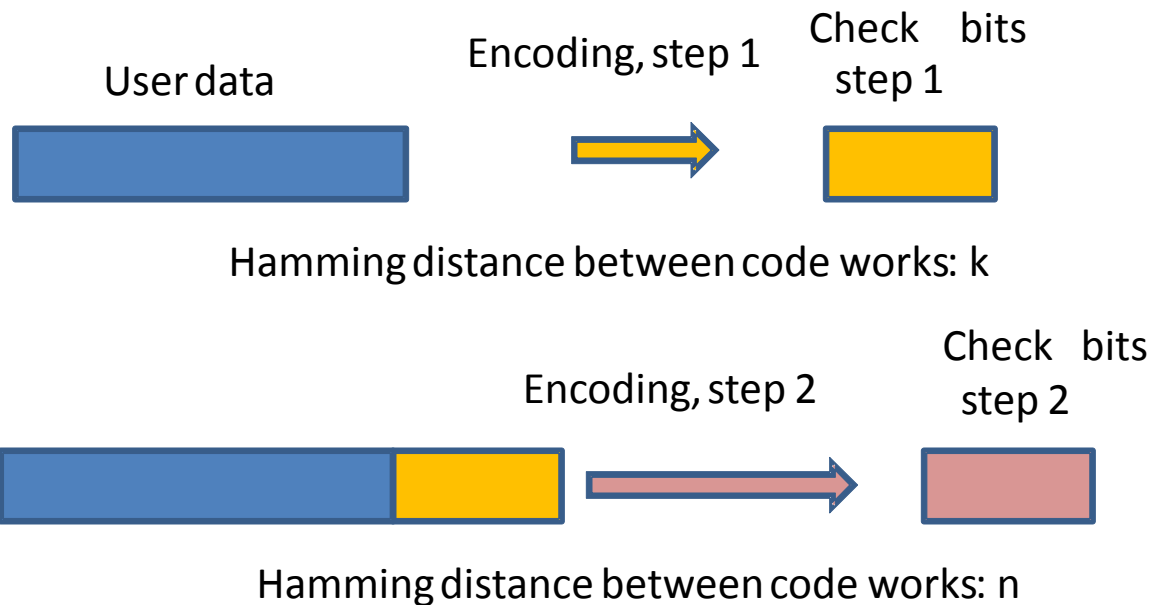 User data
Encoding, step 1
Check bits
step 1
Hamming distance between code works: k
Encoding, step 2
Check bits
step 2
Hamming distance between code works: n